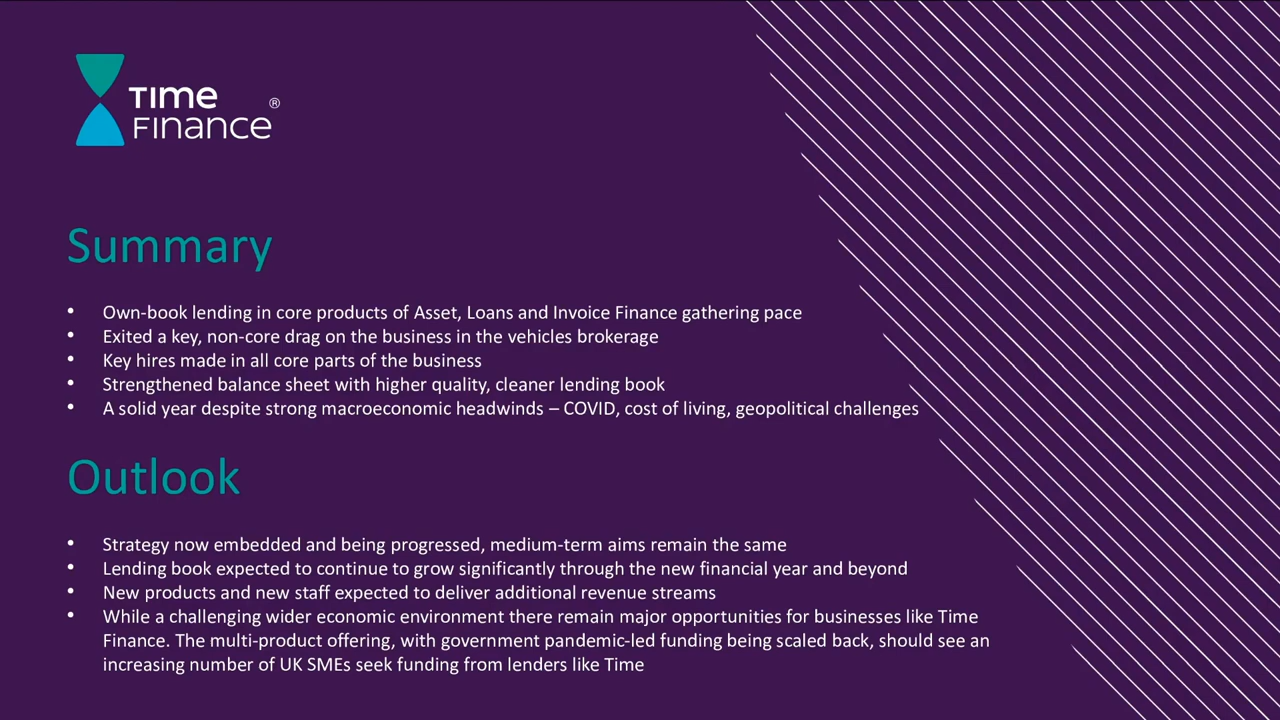 TIME
FINANCE®
Summary
• Own-book lending in core products of Asset, Loans and Invoice Finance gathering pace
• Exited a key, non-core drag on the business in the vehicles brokerage
• Key hires made in all core parts of the business
• Strengthened balance sheet with higher quality, cleaner lending book
• A solid year despite strong macroeconomic headwinds – COVID, cost of living, geopolitical challenges
Outlook
• Strategy now embedded and being progressed, medium-term aims remain the same
• Lending book expected to continue to grow significantly through the new financial year and beyond
• New products and new staff expected to deliver additional revenue streams
• While a challenging wider economic environment there remain major opportunities for businesses like Time
Finance. The multi-product offering, with government pandemic-led funding being scaled back, should see an
increasing number of UK SMEs seek funding from lenders like Time